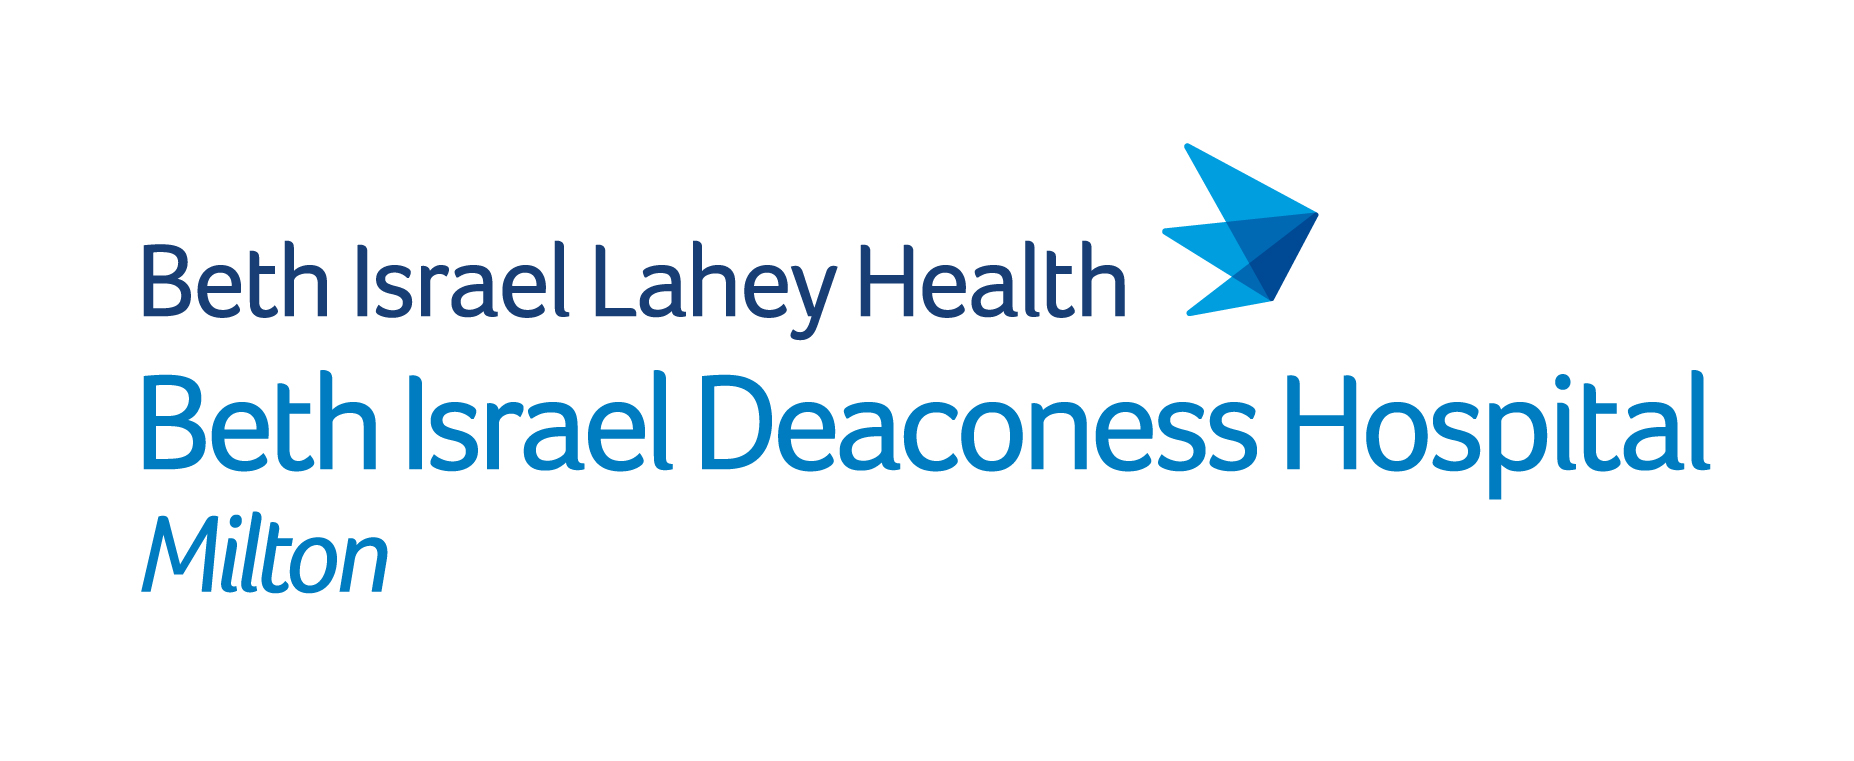 Beth Israel Lahey Health
Beth Israel Deaconess Hospital
Milton